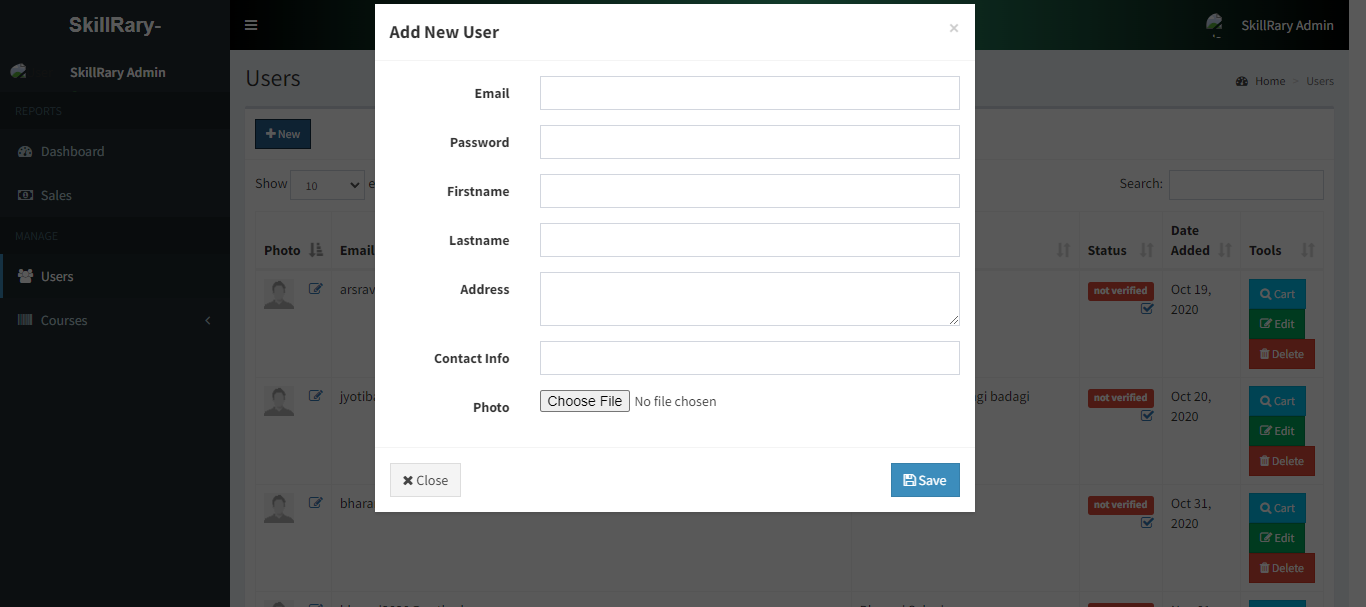 SkillRary-
SkillRary Admin
SkillRary Admin
REPORTS
Dashboard
Sales
MANAGE
Users
Courses
Users
Home > Users
New
Show 10 e
Search:
Photo Email Status Date Added Tools
arsrav not verified Oct 19, 2020 Cart
Edit
Delete
jyotiba gi badagi not verified Oct 20, 2020 Cart
Edit
Delete
bhara not verified Oct 31, 2020 Cart
Edit
Delete
Add New User ×
Email
Password
Firstname
Lastname
Address
Contact Info
Photo Choose File No file chosen
Close Save